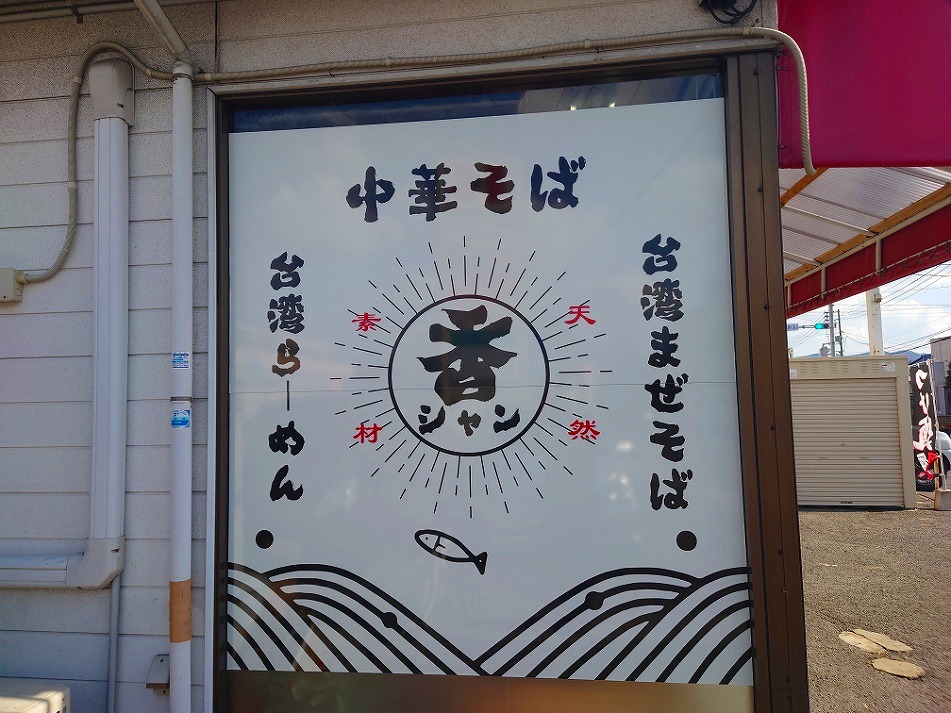 中華そば
台湾まぜそば
天然
素材
香
シャン
台湾らーめん